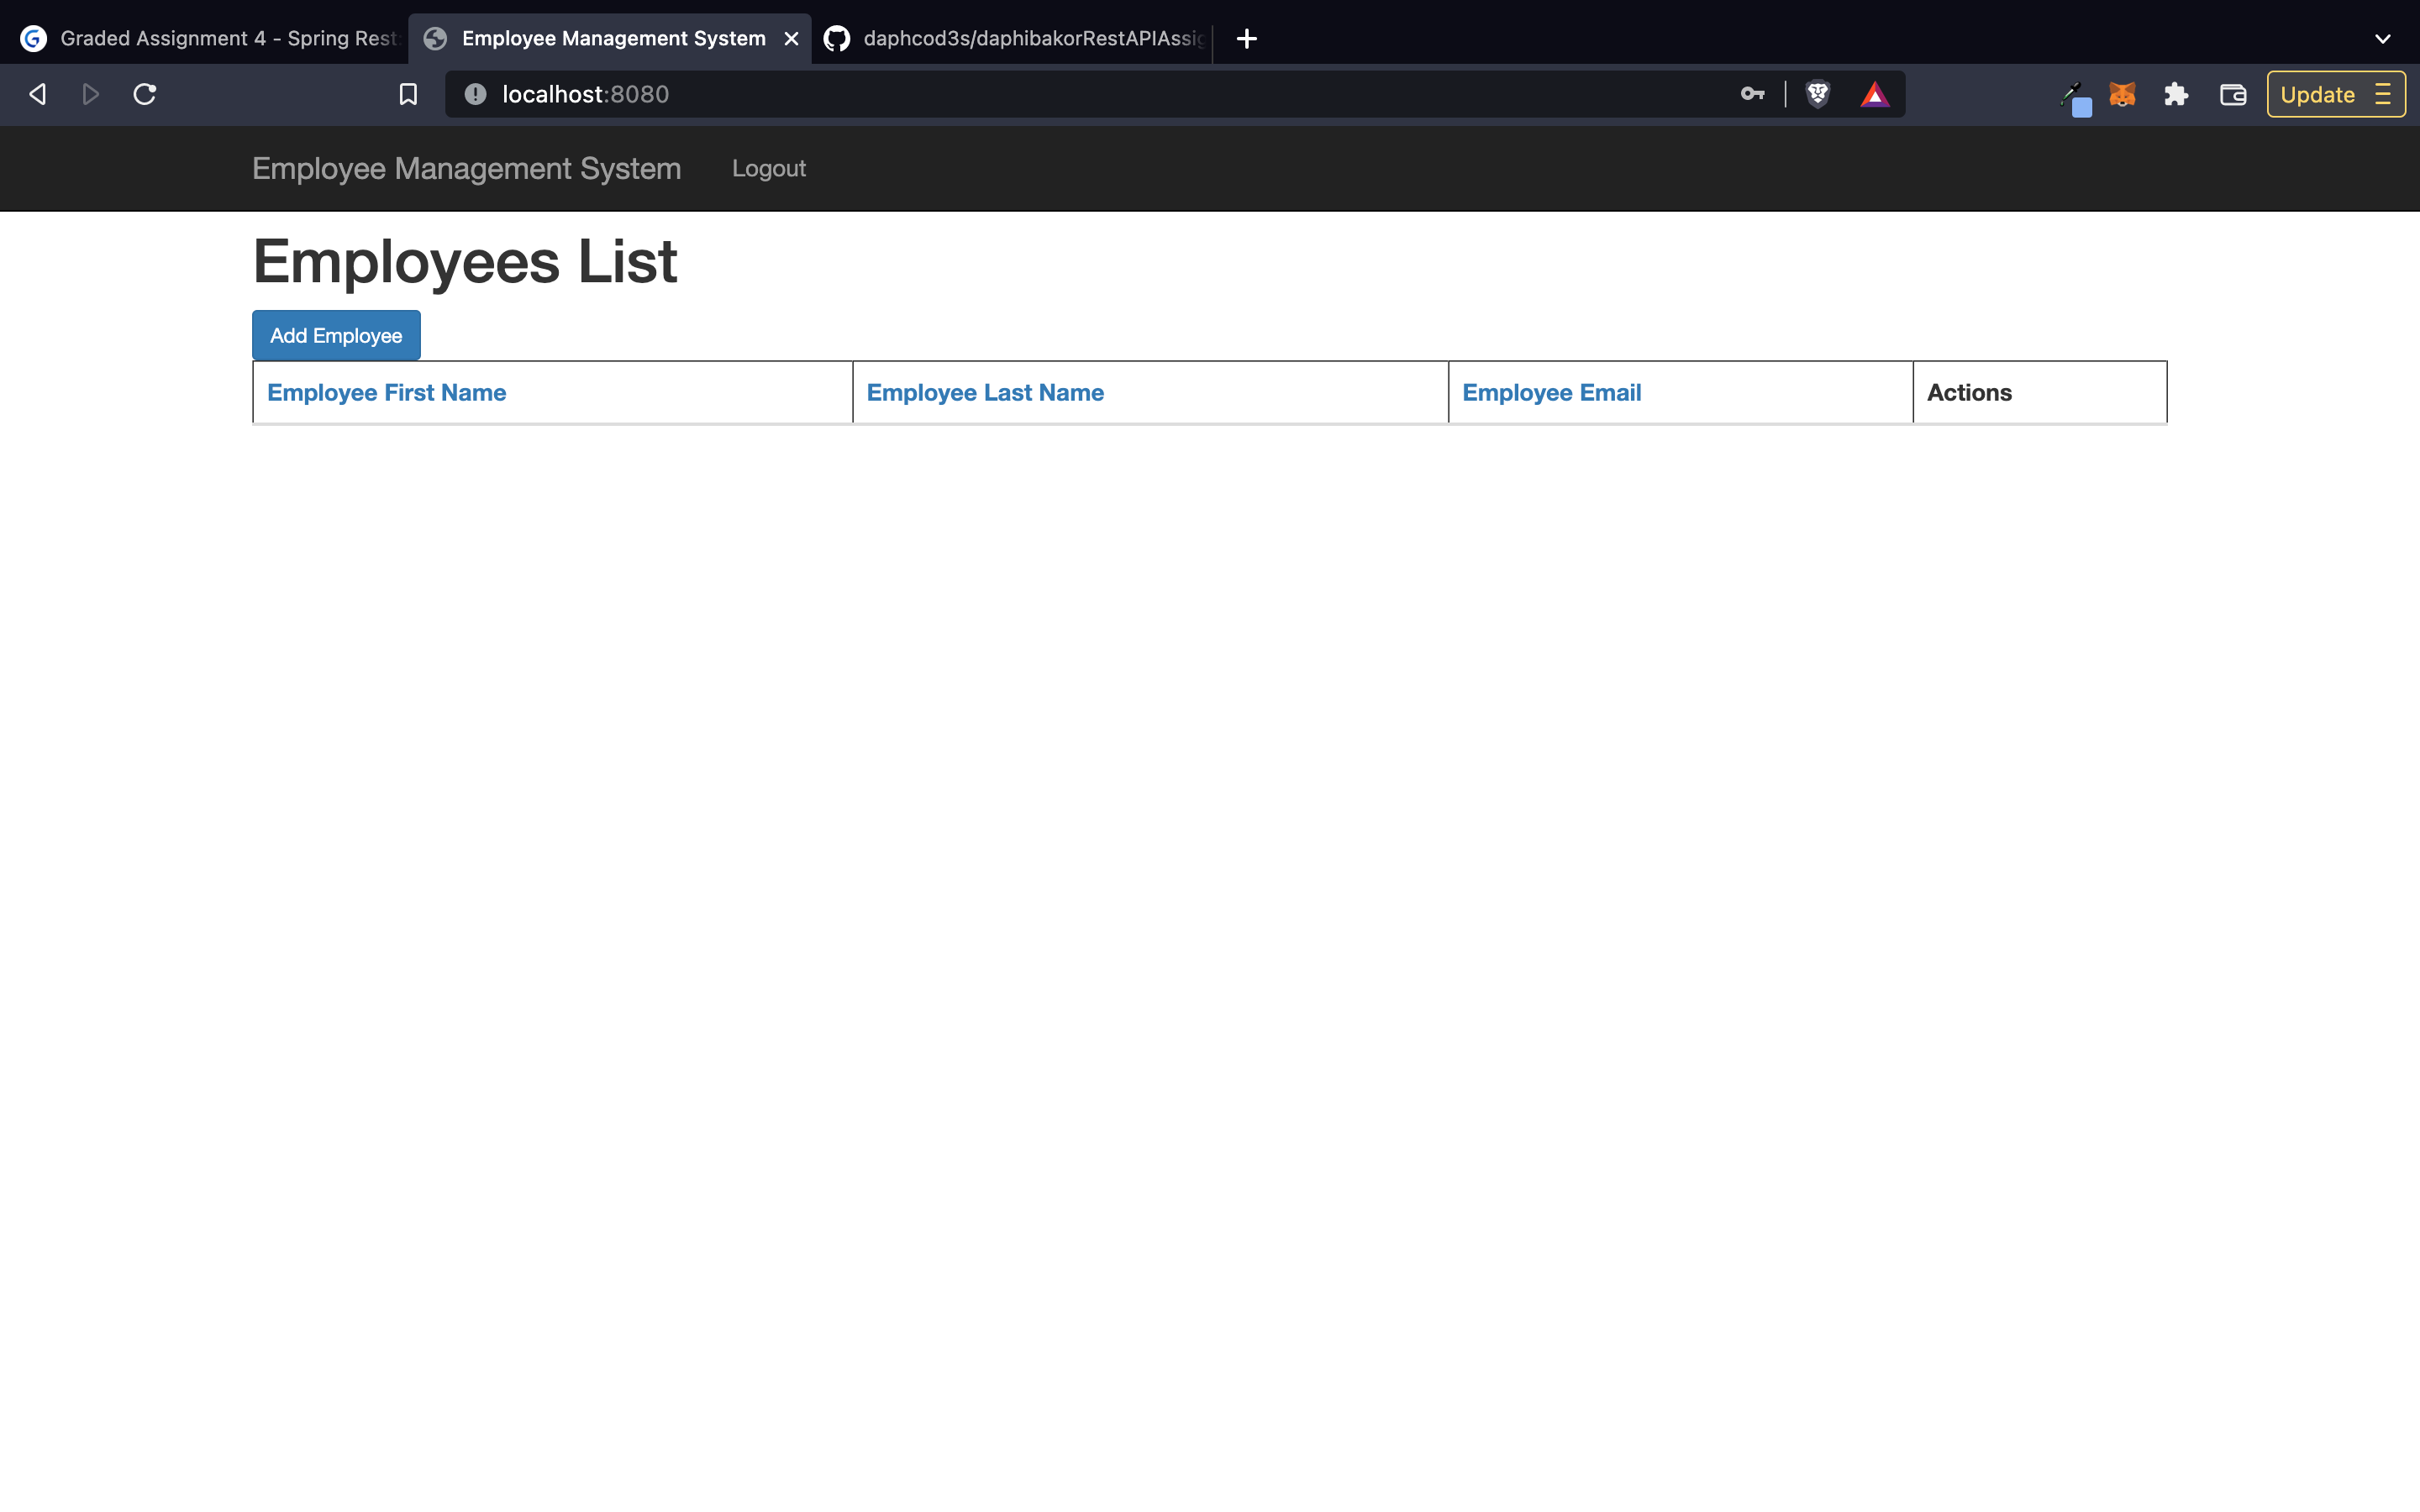 Graded Assignment 4 - Spring Rest
Employee Management System
daphcod3s/daphibakorRestAPIAssig
localhost:8080
Update
Employee Management System
Logout
Employees List
Add Employee
Employee First Name
Employee Last Name
Employee Email
Actions